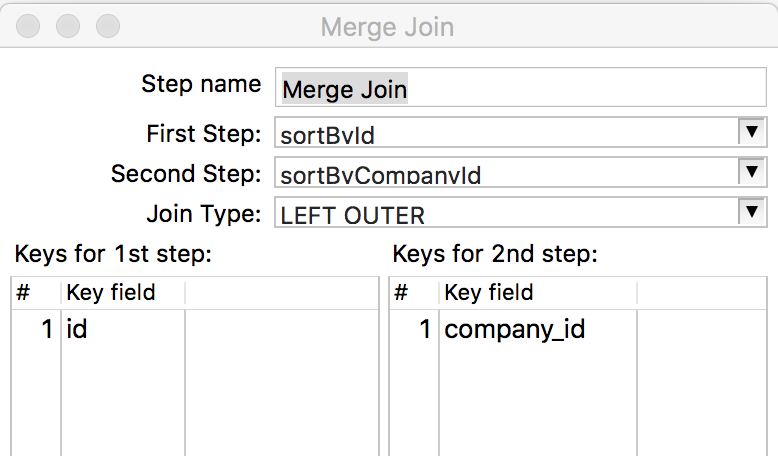 Merge Join
Step name Merge Join
First Step: sortById
Second Step: sortByCompanyId
Join Type: LEFT OUTER
Keys for 1st step: Keys for 2nd step:
# Key field # Key field
1 id 1 company_id